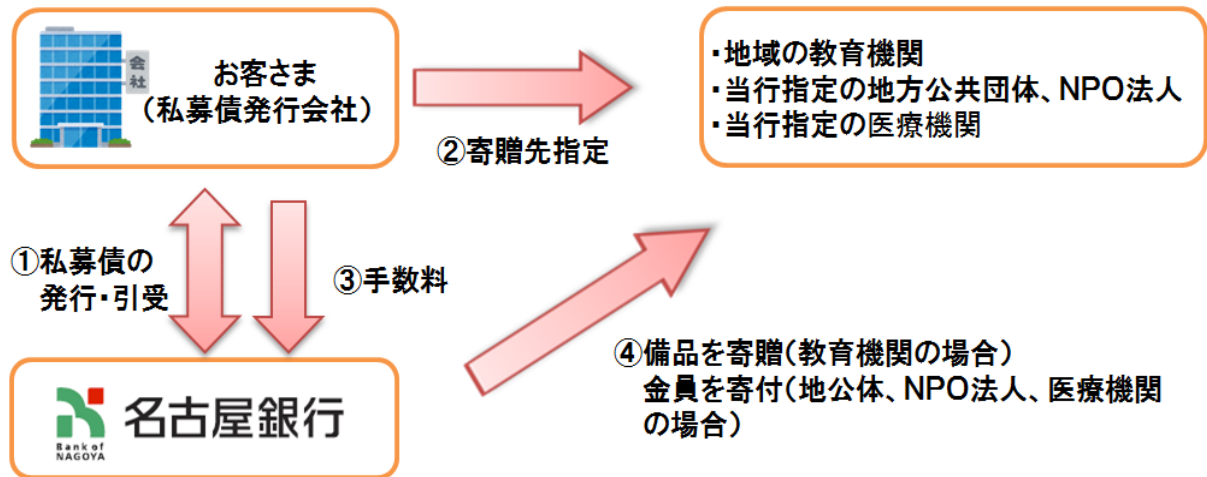 会社
お客さま
（私募債発行会社）
・地域の教育機関
・当行指定の地方公共団体、NPO法人
・当行指定の医療機関
②寄贈先指定
①私募債の
発行・引受
③手数料
④備品を寄贈（教育機関の場合）
金員を寄付（地公体、NPO法人、医療機関
の場合）
Bank of
NAGOYA
名古屋銀行